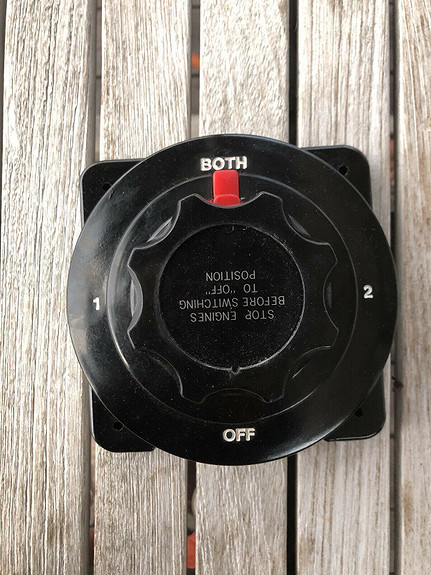 BOTH
1
2
STOP ENGINES
BEFORE SWITCHING
TO "OFF"
POSITION
OFF